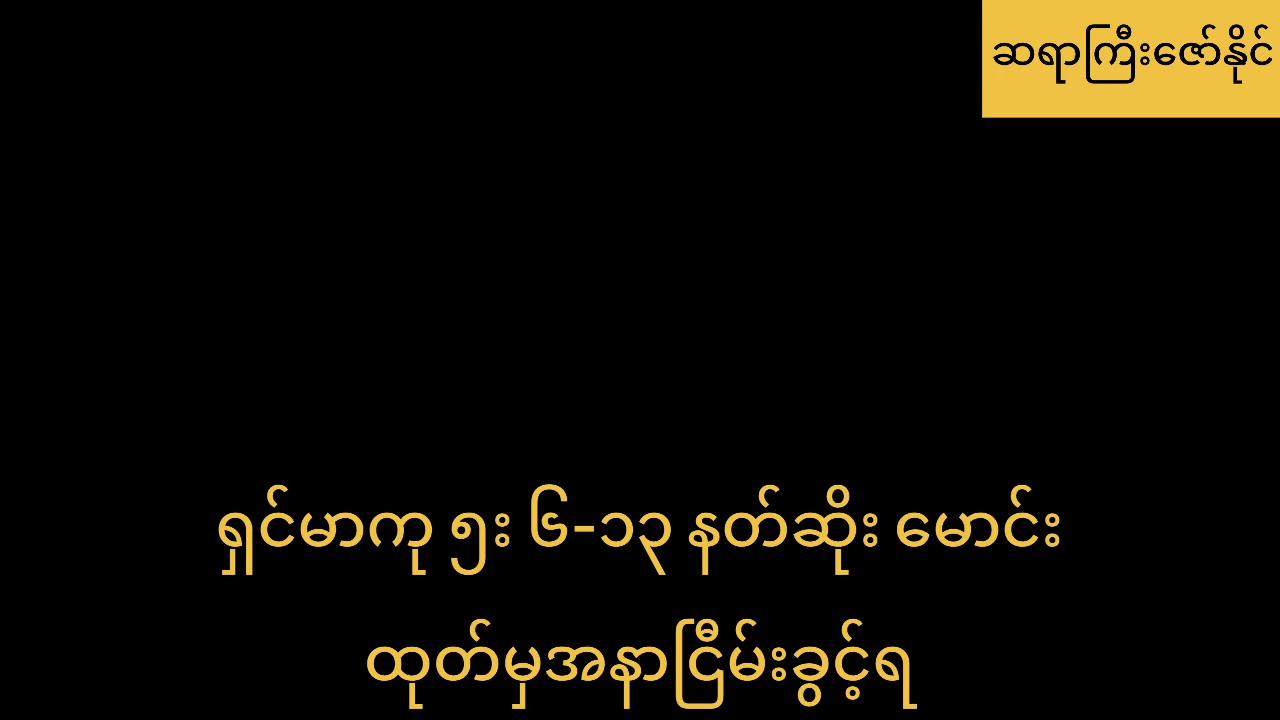 ဆရာကြီးဇော်နိုင်
ရှင်မာကု ၅း ၆-၁၃ နတ်ဆိုး မောင်း
ထုတ်မှအနာငြိမ်းခွင့်ရ